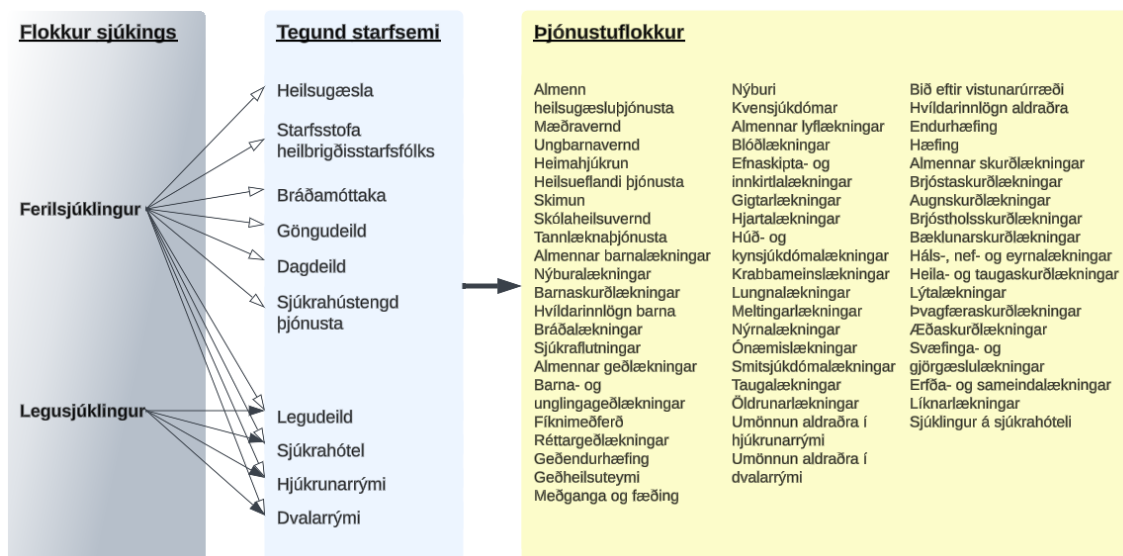 Flokkur sjúkings
Ferilsjúklingur
Legusjúklingur
Tegund starfsemi
Heilsugæsla
Starfsstofa
heilbrigðisstarfsfólks
Bráðamóttaka
Göngudeild
Dagdeild
Sjúkrahústengd
þjónusta
Legudeild
Sjúkrahótel
Hjúkrunarrými
Dvalarrými
Þjónustuflokkur
Almenn
heilsugæsluþjónusta
Mæðravernd
Ungbarnavernd
Heimahjúkrun
Heilsueflandi þjónusta
Skimun
Skólaheilsuvernd
Tannlæknaþjónusta
Almennar barnalækningar
Nýburalækningar
Barnaskurðlækningar
Hvíldarinnlögn barna
Bráðalækningar
Sjúkraflutningar
Almennar geðlækningar
Barna- og
unglingageðlækningar
Fíknimeðferð
Réttargeðlækningar
Geðendurhæfing
Geðheilsuteymi
Meðganga og fæðing
Nýburi
Kvensjúkdómar
Almennar lyflækningar
Blóðlækningar
Efnaskipta- og
innkirtlalækningar
Gigtarlækningar
Hjartalækningar
Húð- og
kynsjúkdómalækningar
Krabbameinslækningar
Lungnalækningar
Meltingarlækningar
Nýrnalækningar
Ónæmislækningar
Smitsjúkdómalækningar
Taugalækningar
Öldrunarlækningar
Umönnun aldraðra í
hjúkrunarrými
Umönnun aldraðra í
dvalarrými
Bið eftir vistunarúrræði
Hvíldarinnlögn aldraðra
Endurhæfing
Hæfing
Almennar skurðlækningar
Brjóstaskurðlækningar
Augnskurðlækningar
Brjóstholsskurðlækningar
Bæklunarskurðlækningar
Háls-, nef- og eyrnalækningar
Heila- og taugaskurðlækningar
Lýtalækningar
Þvagfæraskurðlækningar
Æðaskurðlækningar
Svæfinga- og
gjörgæslulækningar
Erfða- og sameindalækningar
Líknarlækningar
Sjúklingur á sjúkrahóteli